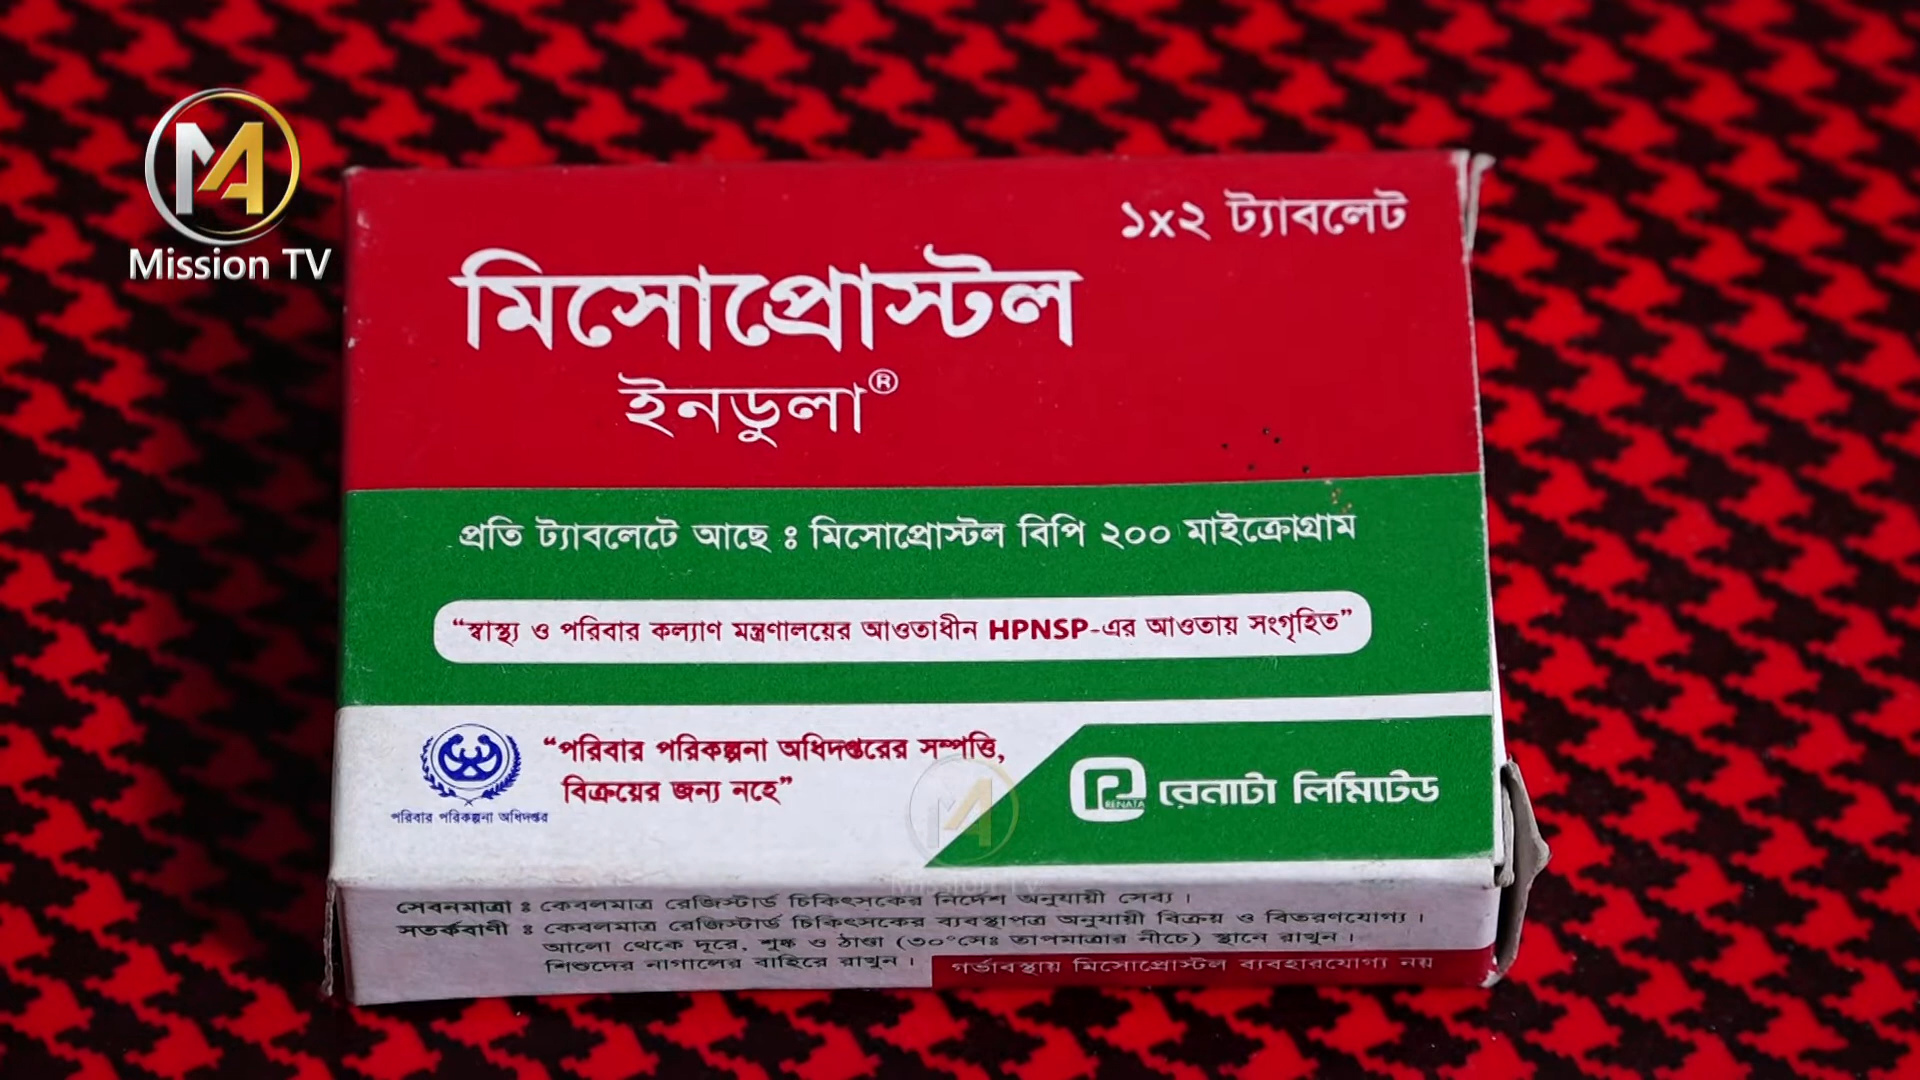 Mission TV
১x২ ট্যাবলেট
মিসোপ্রোস্টল
ইনডুলা®
প্রতি ট্যাবলেটে আছে ঃ মিসোপ্রোস্টল বিপি ২০০ মাইক্রোগ্রাম
“স্বাস্থ্য ও পরিবার কল্যাণ মন্ত্রণালয়ের আওতাধীন HPNSP-এর আওতায় সংগৃহিত”
“পরিবার পরিকল্পনা অধিদপ্তরের সম্পত্তি,
বিক্রয়ের জন্য নহে”
পরিবার পরিকল্পনা অধিদপ্তর
RENATA
রেনাটা লিমিটেড
Mission TV
সেবনমাত্রা ঃ কেবলমাত্র রেজিস্টার্ড চিকিৎসকের নির্দেশ অনুযায়ী সেব্য ।
সতর্কবাণী ঃ কেবলমাত্র রেজিস্টার্ড চিকিৎসকের ব্যবস্থাপত্র অনুযায়ী বিক্রয় ও বিতরণযোগ্য ।
আলো থেকে দূরে, শুষ্ক ও ঠাণ্ডা (৩০°সেঃ তাপমাত্রার নীচে) স্থানে রাখুন ।
শিশুদের নাগালের বাহিরে রাখুন ।
গর্ভাবস্থায় মিসোপ্রোস্টল ব্যবহারযোগ্য নয়